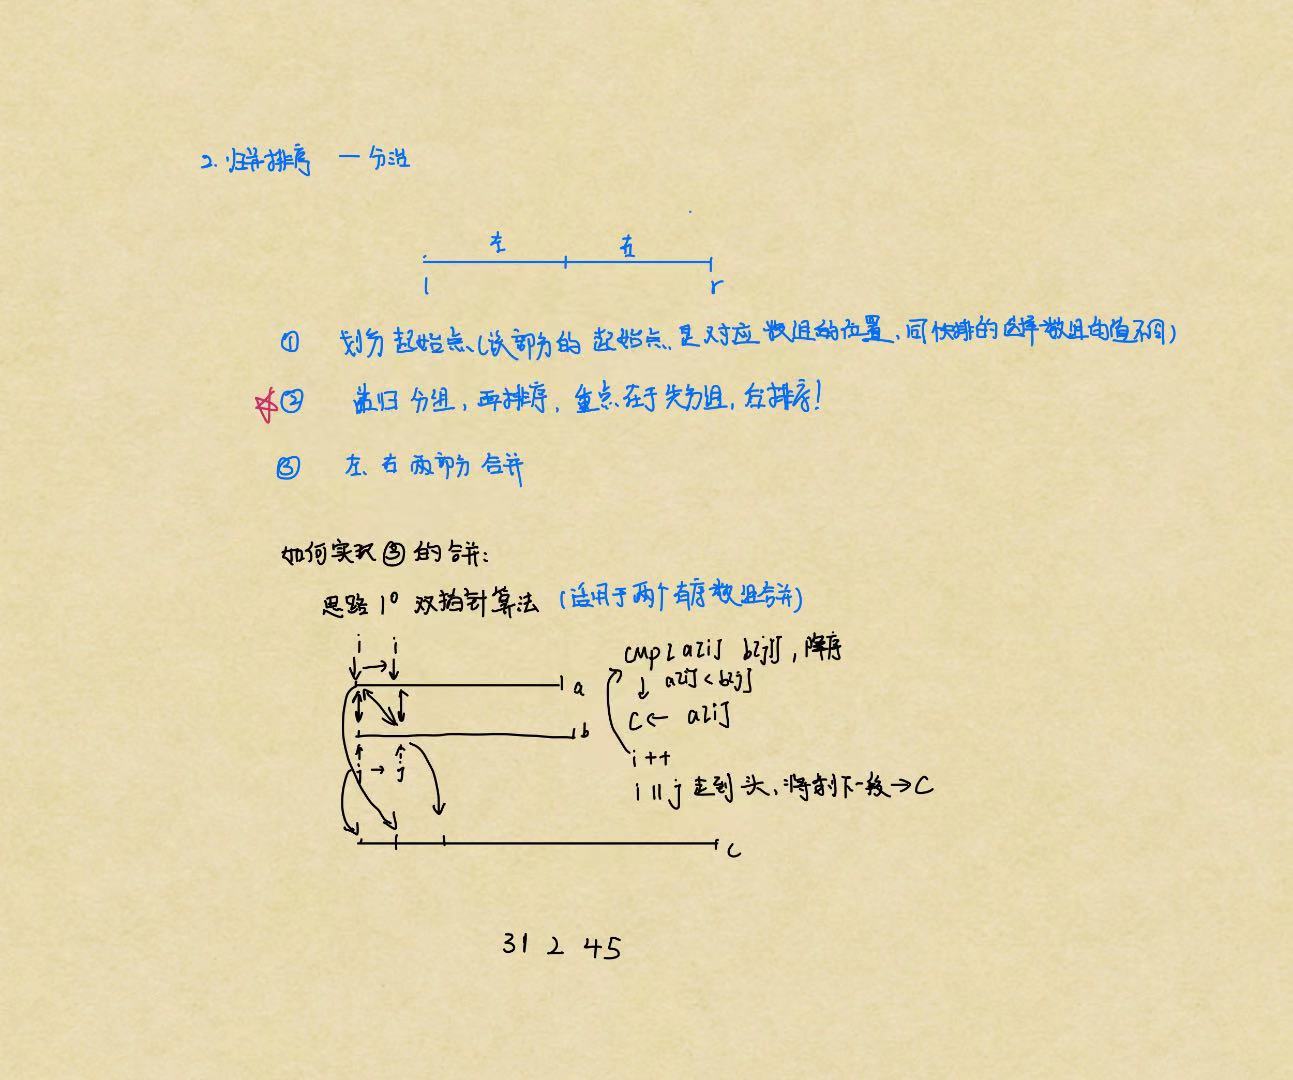 2. 归并排序 — 分治
左 右
l r
① 划分起始点(该部分的起始点, 是对应数组的位置, 同快排的选择数组的值不同)
② 递归分组, 再排序, 重点在于先分组, 后排序!
③ 左、右两部分合并
如何实现③的合并:
思路 1° 双指针算法 (适用于两个有序数组合并)
i → i
a
b
j → j
c
cmp[a[i] b[j]], 降序
↓ a[i] < b[j]
C ← a[i]
i ++
i || j 走到头, 将剩下一段 → C
31 2 45